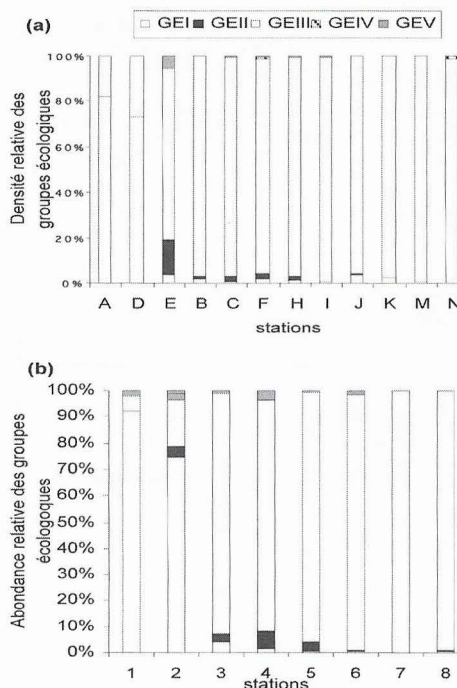 (a)
GEI GEII GEIII GEIV GEV
Densité relative des
groupes écologiques
100%
80%
60%
40%
20%
0%
A D E B C F H I J K M N
stations
(b)
Abondance relative des groupes
écologoques
100%
90%
80%
70%
60%
50%
40%
30%
20%
10%
0%
1 2 3 4 5 6 7 8
stations